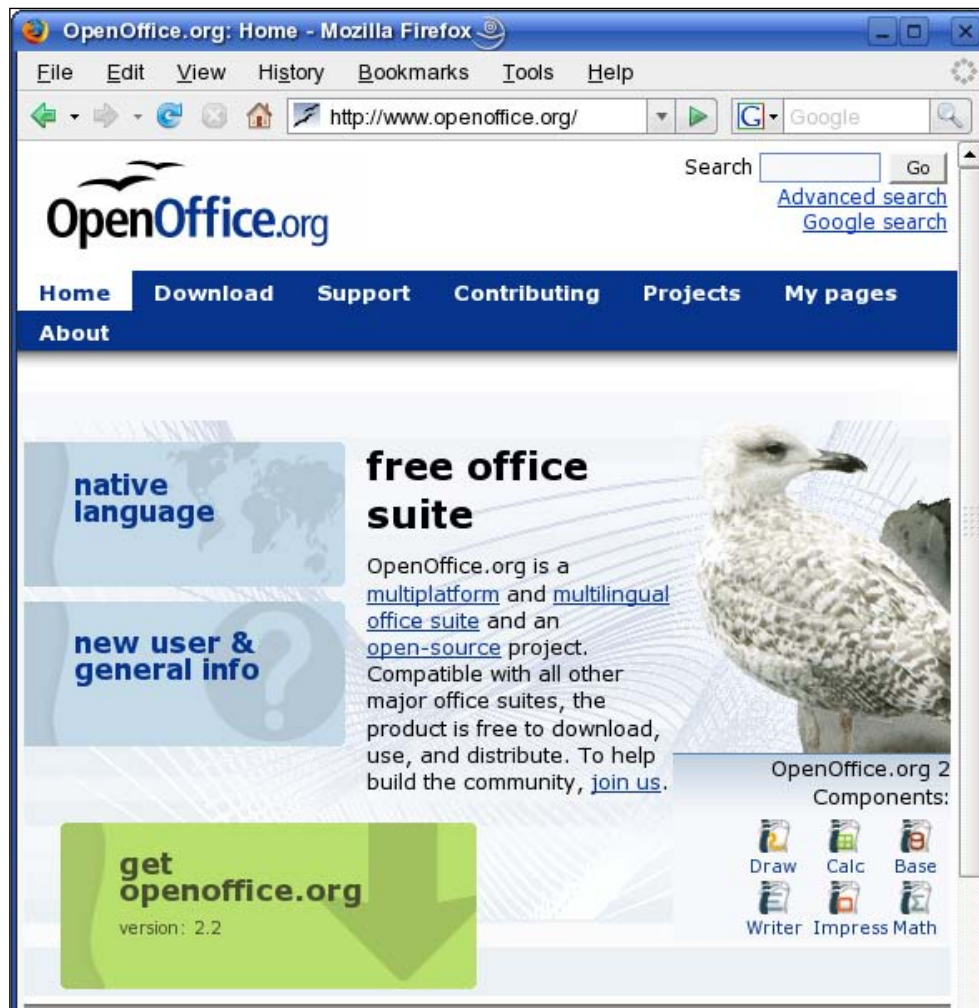 OpenOffice.org: Home - Mozilla Firefox
File Edit View History Bookmarks Tools Help
http://www.openoffice.org/
G Google
Search Go
Advanced search
Google search
OpenOffice.org
Home Download Support Contributing Projects My pages
About
native
language
new user &
general info
free office
suite
OpenOffice.org is a
multiplatform and multilingual
office suite and an
open-source project.
Compatible with all other
major office suites, the
product is free to download,
use, and distribute. To help
build the community, join us.
get
openoffice.org
version: 2.2
OpenOffice.org 2
Components:
Draw Calc Base
Writer Impress Math